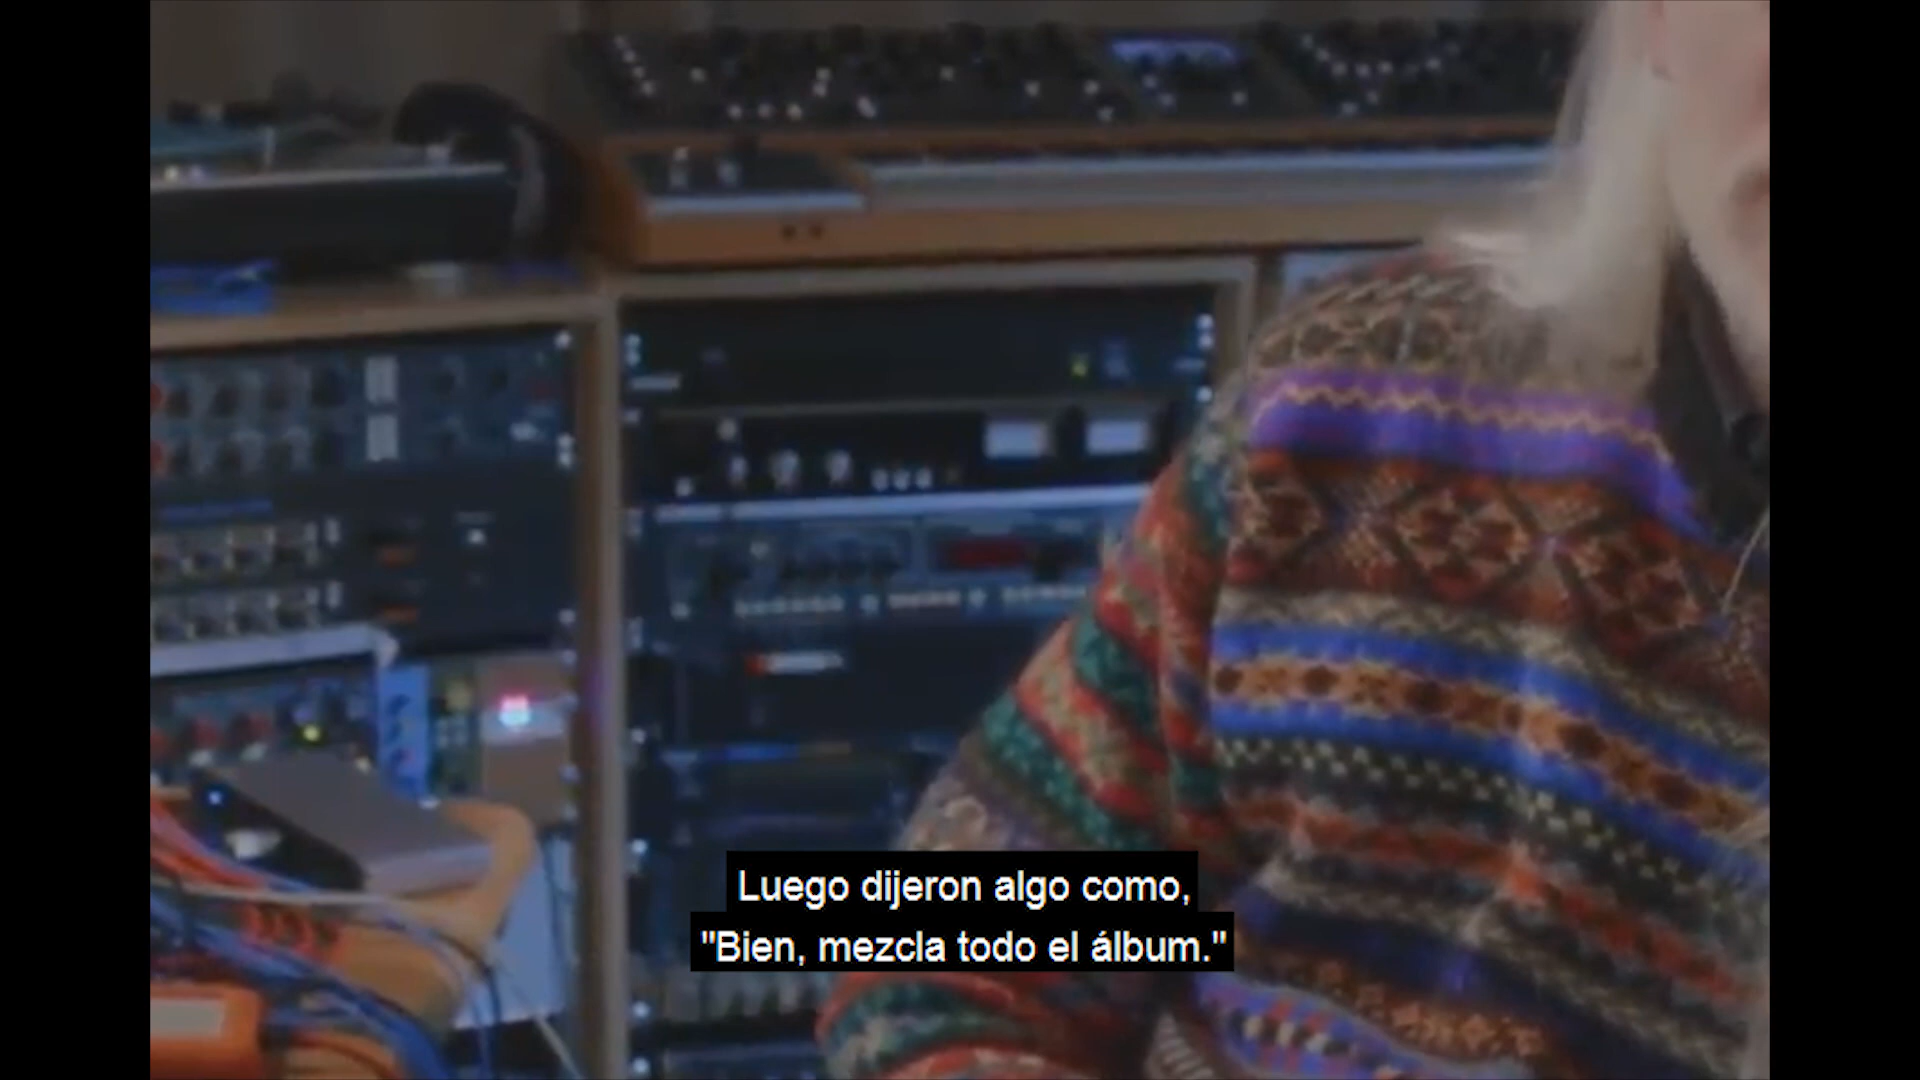 Luego dijeron algo como,
"Bien, mezcla todo el álbum."